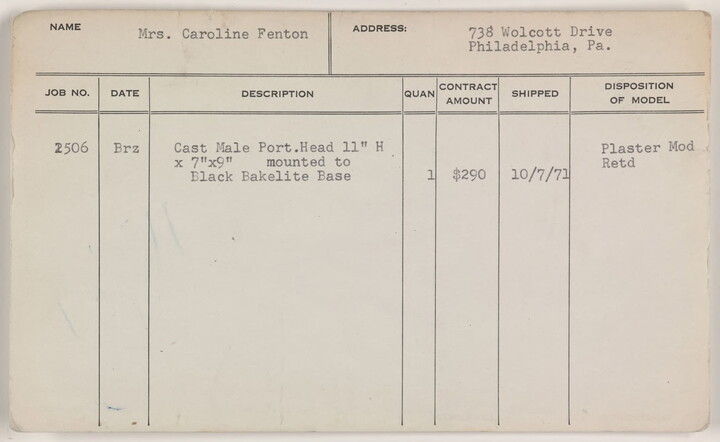 NAME Mrs. Caroline Fenton ADDRESS: 738 Wolcott Drive
Philadelphia, Pa.
JOB NO. DATE DESCRIPTION QUAN CONTRACT AMOUNT SHIPPED DISPOSITION OF MODEL
2506 Brz Cast Male Port.Head 11" H Plaster Mod
x 7"x9" mounted to Retd
Black Bakelite Base 1 $290 10/7/71